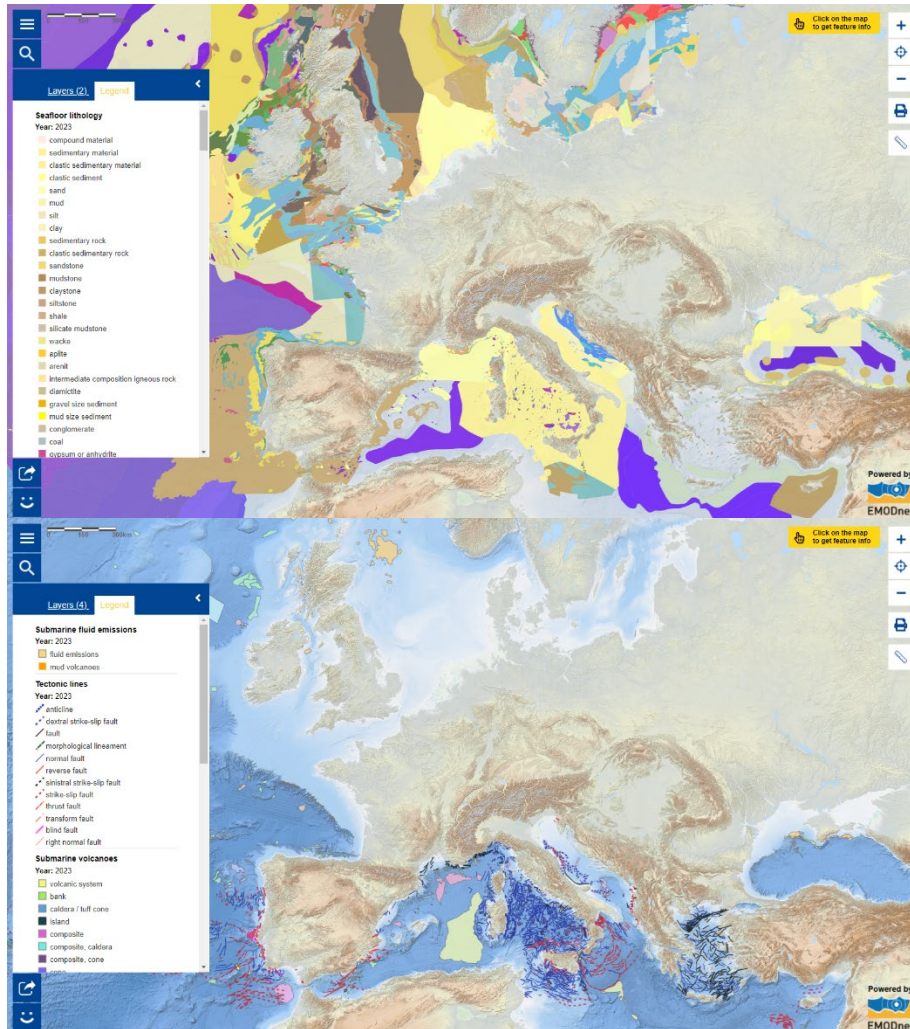 Click on the map
to get feature info
Layers (2)
Legend
Seafloor lithology
Year: 2023
compound material
sedimentary material
clastic sedimentary material
clastic sediment
sand
mud
silt
clay
sedimentary rock
clastic sedimentary rock
sandstone
mudstone
claystone
siltstone
shale
silicate mudstone
wacke
aplite
arenit
intermediate composition igneous rock
diamictite
gravel size sediment
mud size sediment
conglomerate
coal
gypsum or anhydrite
Powered by
EMODne
Click on the map
to get feature info
Layers (4)
Legend
Submarine fluid emissions
Year: 2023
fluid emissions
mud volcanoes
Tectonic lines
Year: 2023
anticline
dextral strike-slip fault
fault
morphological lineament
normal fault
reverse fault
sinistral strike-slip fault
strike-slip fault
thrust fault
transform fault
blind fault
right normal fault
Submarine volcanoes
Year: 2023
volcanic system
bank
caldera / tuff cone
island
composite
composite, caldera
composite, cone
cone
Powered by
EMODne